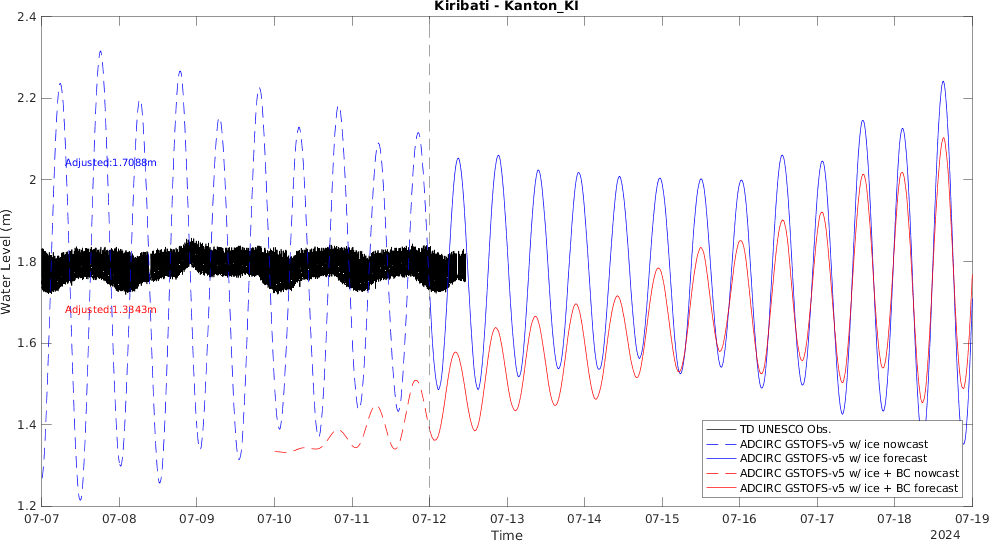 Kiribati - Kanton_KI
2.4
2.2
2
1.8
1.6
1.4
1.2
Water Level (m)
Adjusted:1.7088m
Adjusted:1.3343m
TD UNESCO Obs.
ADCIRC GSTOFS-v5 w/ ice nowcast
ADCIRC GSTOFS-v5 w/ ice forecast
ADCIRC GSTOFS-v5 w/ ice + BC nowcast
ADCIRC GSTOFS-v5 w/ ice + BC forecast
07-07 07-08 07-09 07-10 07-11 07-12 07-13 07-14 07-15 07-16 07-17 07-18 07-19
Time
2024